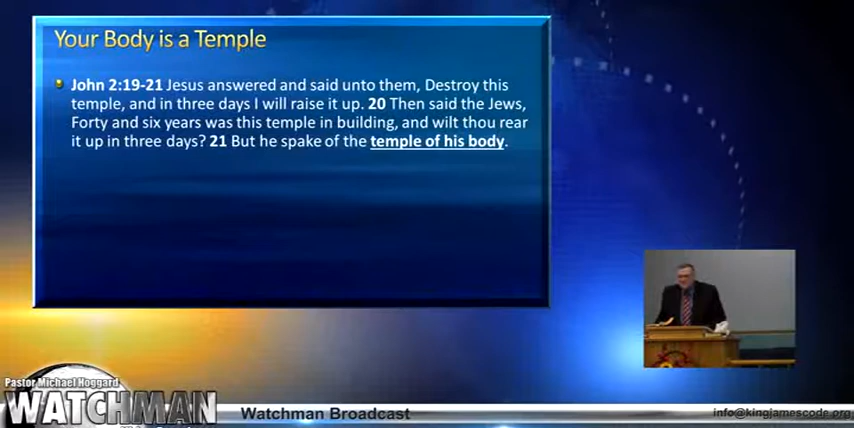 Your Body is a Temple
John 2:19-21 Jesus answered and said unto them, Destroy this
temple, and in three days I will raise it up. 20 Then said the Jews,
Forty and six years was this temple in building, and wilt thou rear
it up in three days? 21 But he spake of the temple of his body.
Pastor Michael Hoggard
WATCHMAN
Watchman Broadcast
info@kingjamescode.org